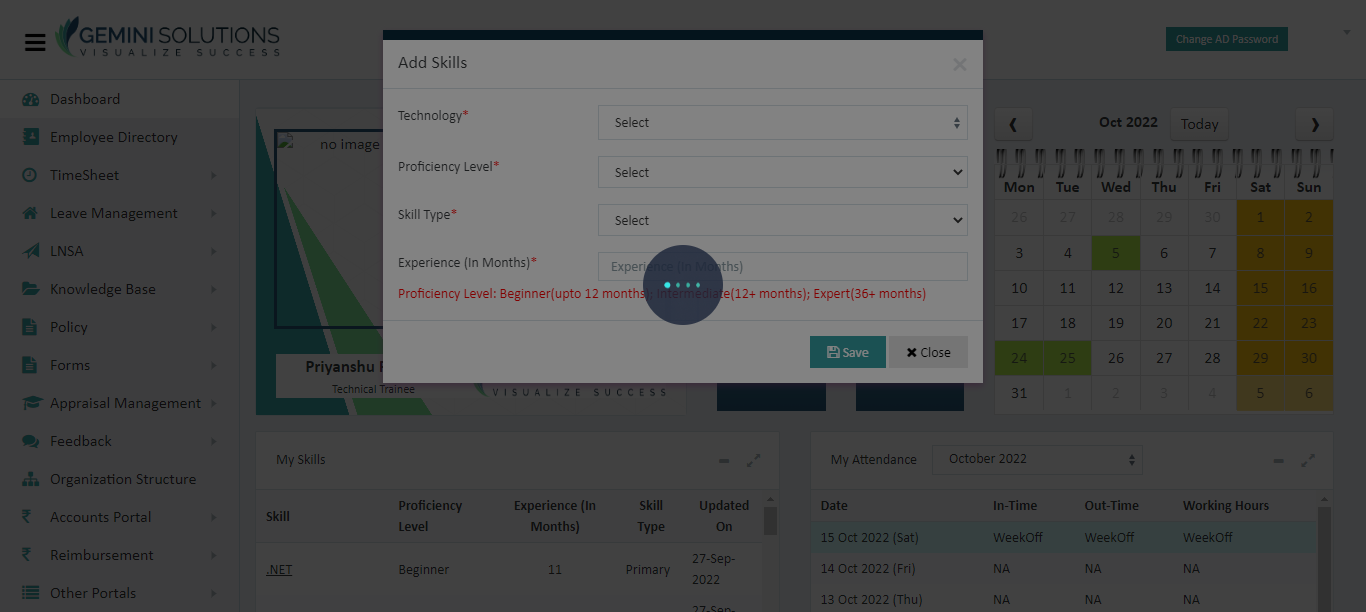 GEMINI SOLUTIONS
VISUALIZE SUCCESS
Change AD Password
Dashboard
Employee Directory
TimeSheet
Leave Management
LNSA
Knowledge Base
Policy
Forms
Appraisal Management
Feedback
Organization Structure
Accounts Portal
Reimbursement
Other Portals
no image
Priyanshu
Technical Trainee
VISUALIZE SUCCESS
Add Skills
×
Technology*
Select
Proficiency Level*
Select
Skill Type*
Select
Experience (In Months)*
Experience (In Months)
Proficiency Level: Beginner(upto 12 months); Intermediate(12+ months); Expert(36+ months)
Save
Close
Oct 2022
Today
Mon Tue Wed Thu Fri Sat Sun
26 27 28 29 30 1 2
3 4 5 6 7 8 9
10 11 12 13 14 15 16
17 18 19 20 21 22 23
24 25 26 27 28 29 30
31 1 2 3 4 5 6
My Skills
Skill Proficiency Level Experience (In Months) Skill Type Updated On
.NET Beginner 11 Primary 27-Sep-2022
My Attendance October 2022
Date In-Time Out-Time Working Hours
15 Oct 2022 (Sat) WeekOff WeekOff WeekOff
14 Oct 2022 (Fri) NA NA NA
13 Oct 2022 (Thu) NA NA NA